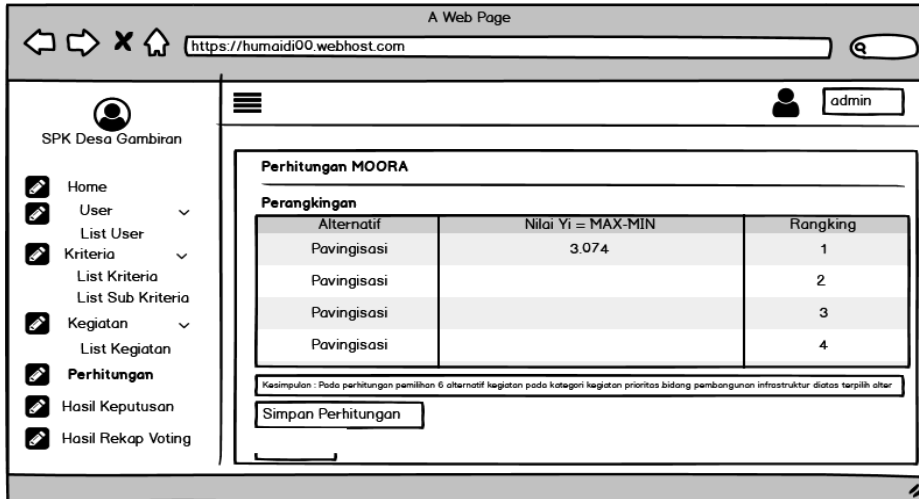 A Web Page
https://humaidi00.webhost.com
admin
SPK Desa Gambiran
Home
User
List User
Kriteria
List Kriteria
List Sub Kriteria
Kegiatan
List Kegiatan
Perhitungan
Hasil Keputusan
Hasil Rekap Voting
Perhitungan MOORA
Perangkingan
Alternatif Nilai Yi = MAX-MIN Rangking
Pavingisasi 3.074 1
Pavingisasi 2
Pavingisasi 3
Pavingisasi 4
Kesimpulan : Pada perhitungan pemilihan 6 alternatif kegiatan pada kategori kegiatan prioritas bidang pembangunan infrastruktur diatas terpilih alter
Simpan Perhitungan